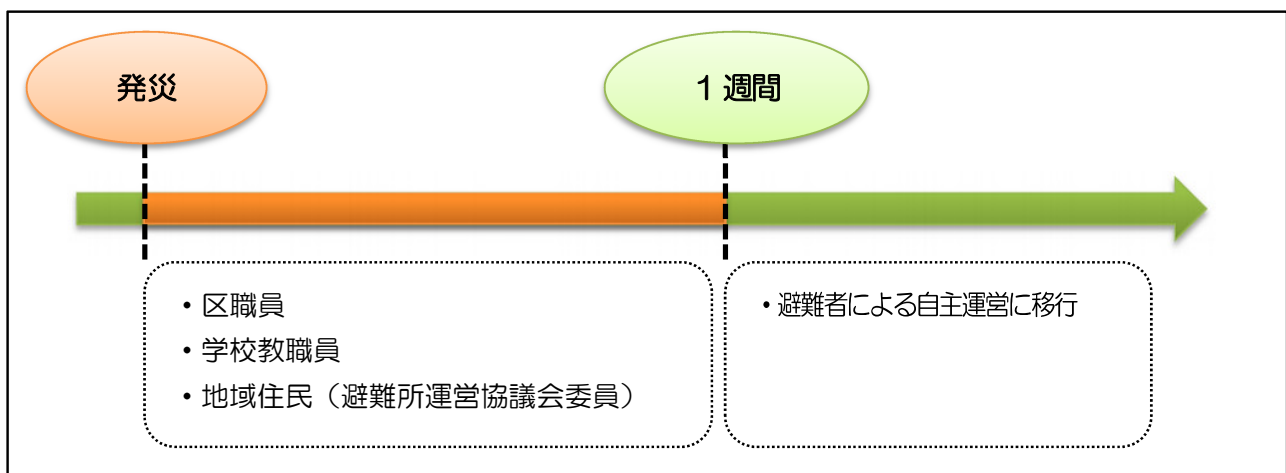 発災
1週間
・区職員
・学校教職員
・地域住民（避難所運営協議会委員）
・避難者による自主運営に移行